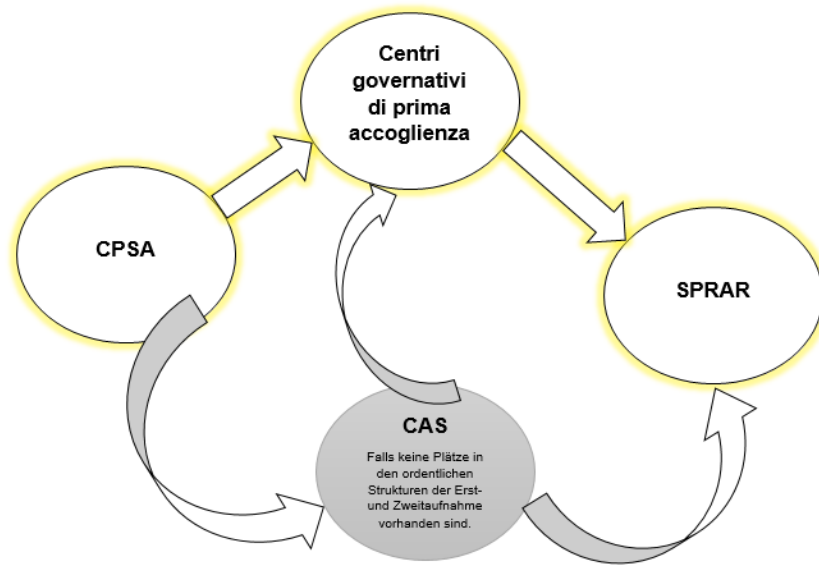 Centri
governativi
di prima
accoglienza
CPSA
SPRAR
CAS
Falls keine Plätze in
den ordentlichen
Strukturen der Erst-
und Zweitaufnahme
vorhanden sind.